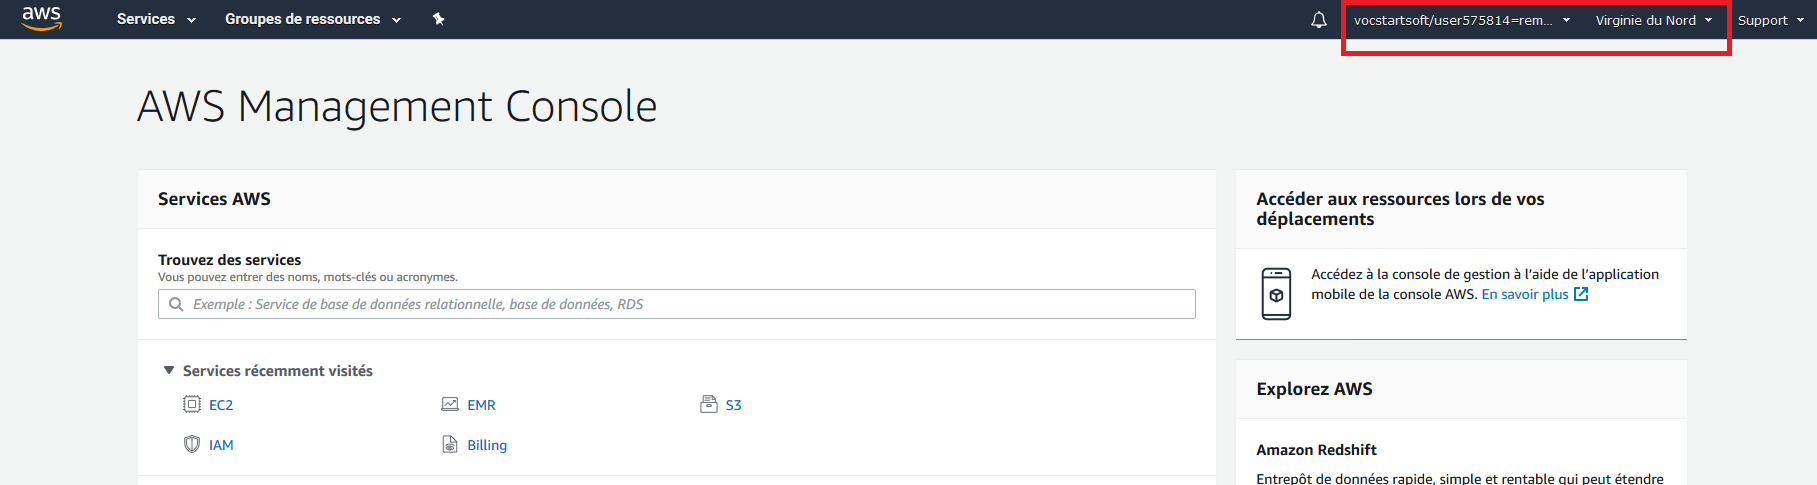 aws Services Groupes de ressources vocstartsoft/user575814=rem... Virginie du Nord Support
AWS Management Console
Services AWS
Trouvez des services
Vous pouvez entrer des noms, mots-clés ou acronymes.
Exemple : Service de base de données relationnelle, base de données, RDS
Services récemment visités
EC2 EMR S3
IAM Billing
Accéder aux ressources lors de vos
déplacements
Accédez à la console de gestion à l'aide de l'application
mobile de la console AWS. En savoir plus
Explorez AWS
Amazon Redshift
Entrepôt de données rapide, simple et rentable qui peut étendre